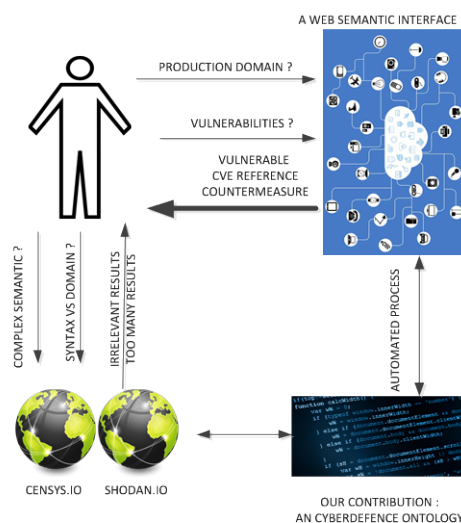 A WEB SEMANTIC INTERFACE
PRODUCTION DOMAIN ?
VULNERABILITIES ?
VULNERABLE
CVE REFERENCE
COUNTERMEASURE
COMPLEX SEMANTIC ?
SYNTAX VS DOMAIN ?
IRRELEVANT RESULTS
TOO MANY RESULTS
AUTOMATED PROCESS
CENSYS.IO
SHODAN.IO
OUR CONTRIBUTION :
AN CYBERDEFENCE ONTOLOGY